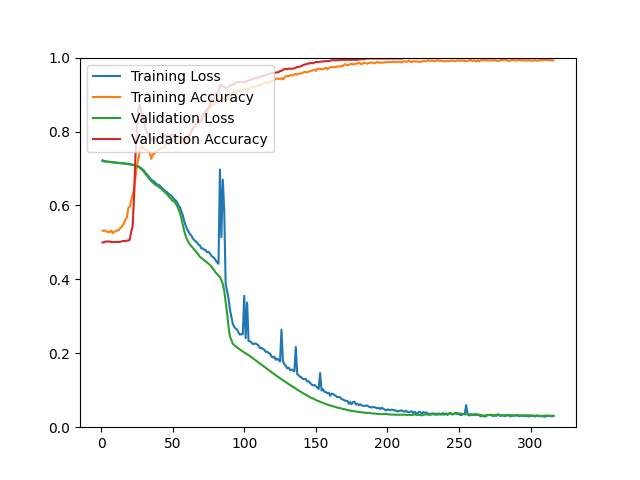 1.0
0.8
0.6
0.4
0.2
0.0
Training Loss
Training Accuracy
Validation Loss
Validation Accuracy
0 50 100 150 200 250 300